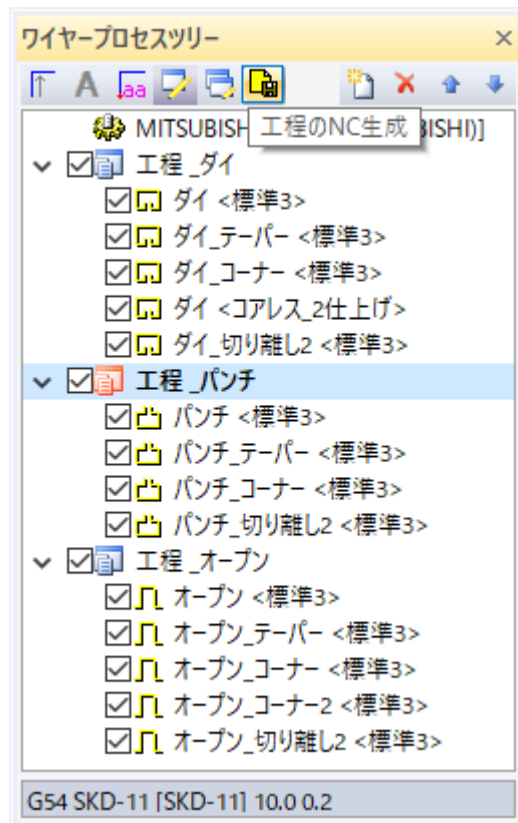 ワイヤープロセスツリー
A aa
MITSUBISH 工程のNC生成 BISHI)]
工程 _ダイ
ダイ <標準3>
ダイ_テーパー <標準3>
ダイ_コーナー <標準3>
ダイ <コアレス_2仕上げ>
ダイ_切り離し2 <標準3>
工程 _パンチ
パンチ <標準3>
パンチ_テーパー <標準3>
パンチ_コーナー <標準3>
パンチ_切り離し2 <標準3>
工程 _オープン
オープン <標準3>
オープン_テーパー <標準3>
オープン_コーナー <標準3>
オープン_コーナー2 <標準3>
オープン_切り離し2 <標準3>
G54 SKD-11 [SKD-11] 10.0 0.2